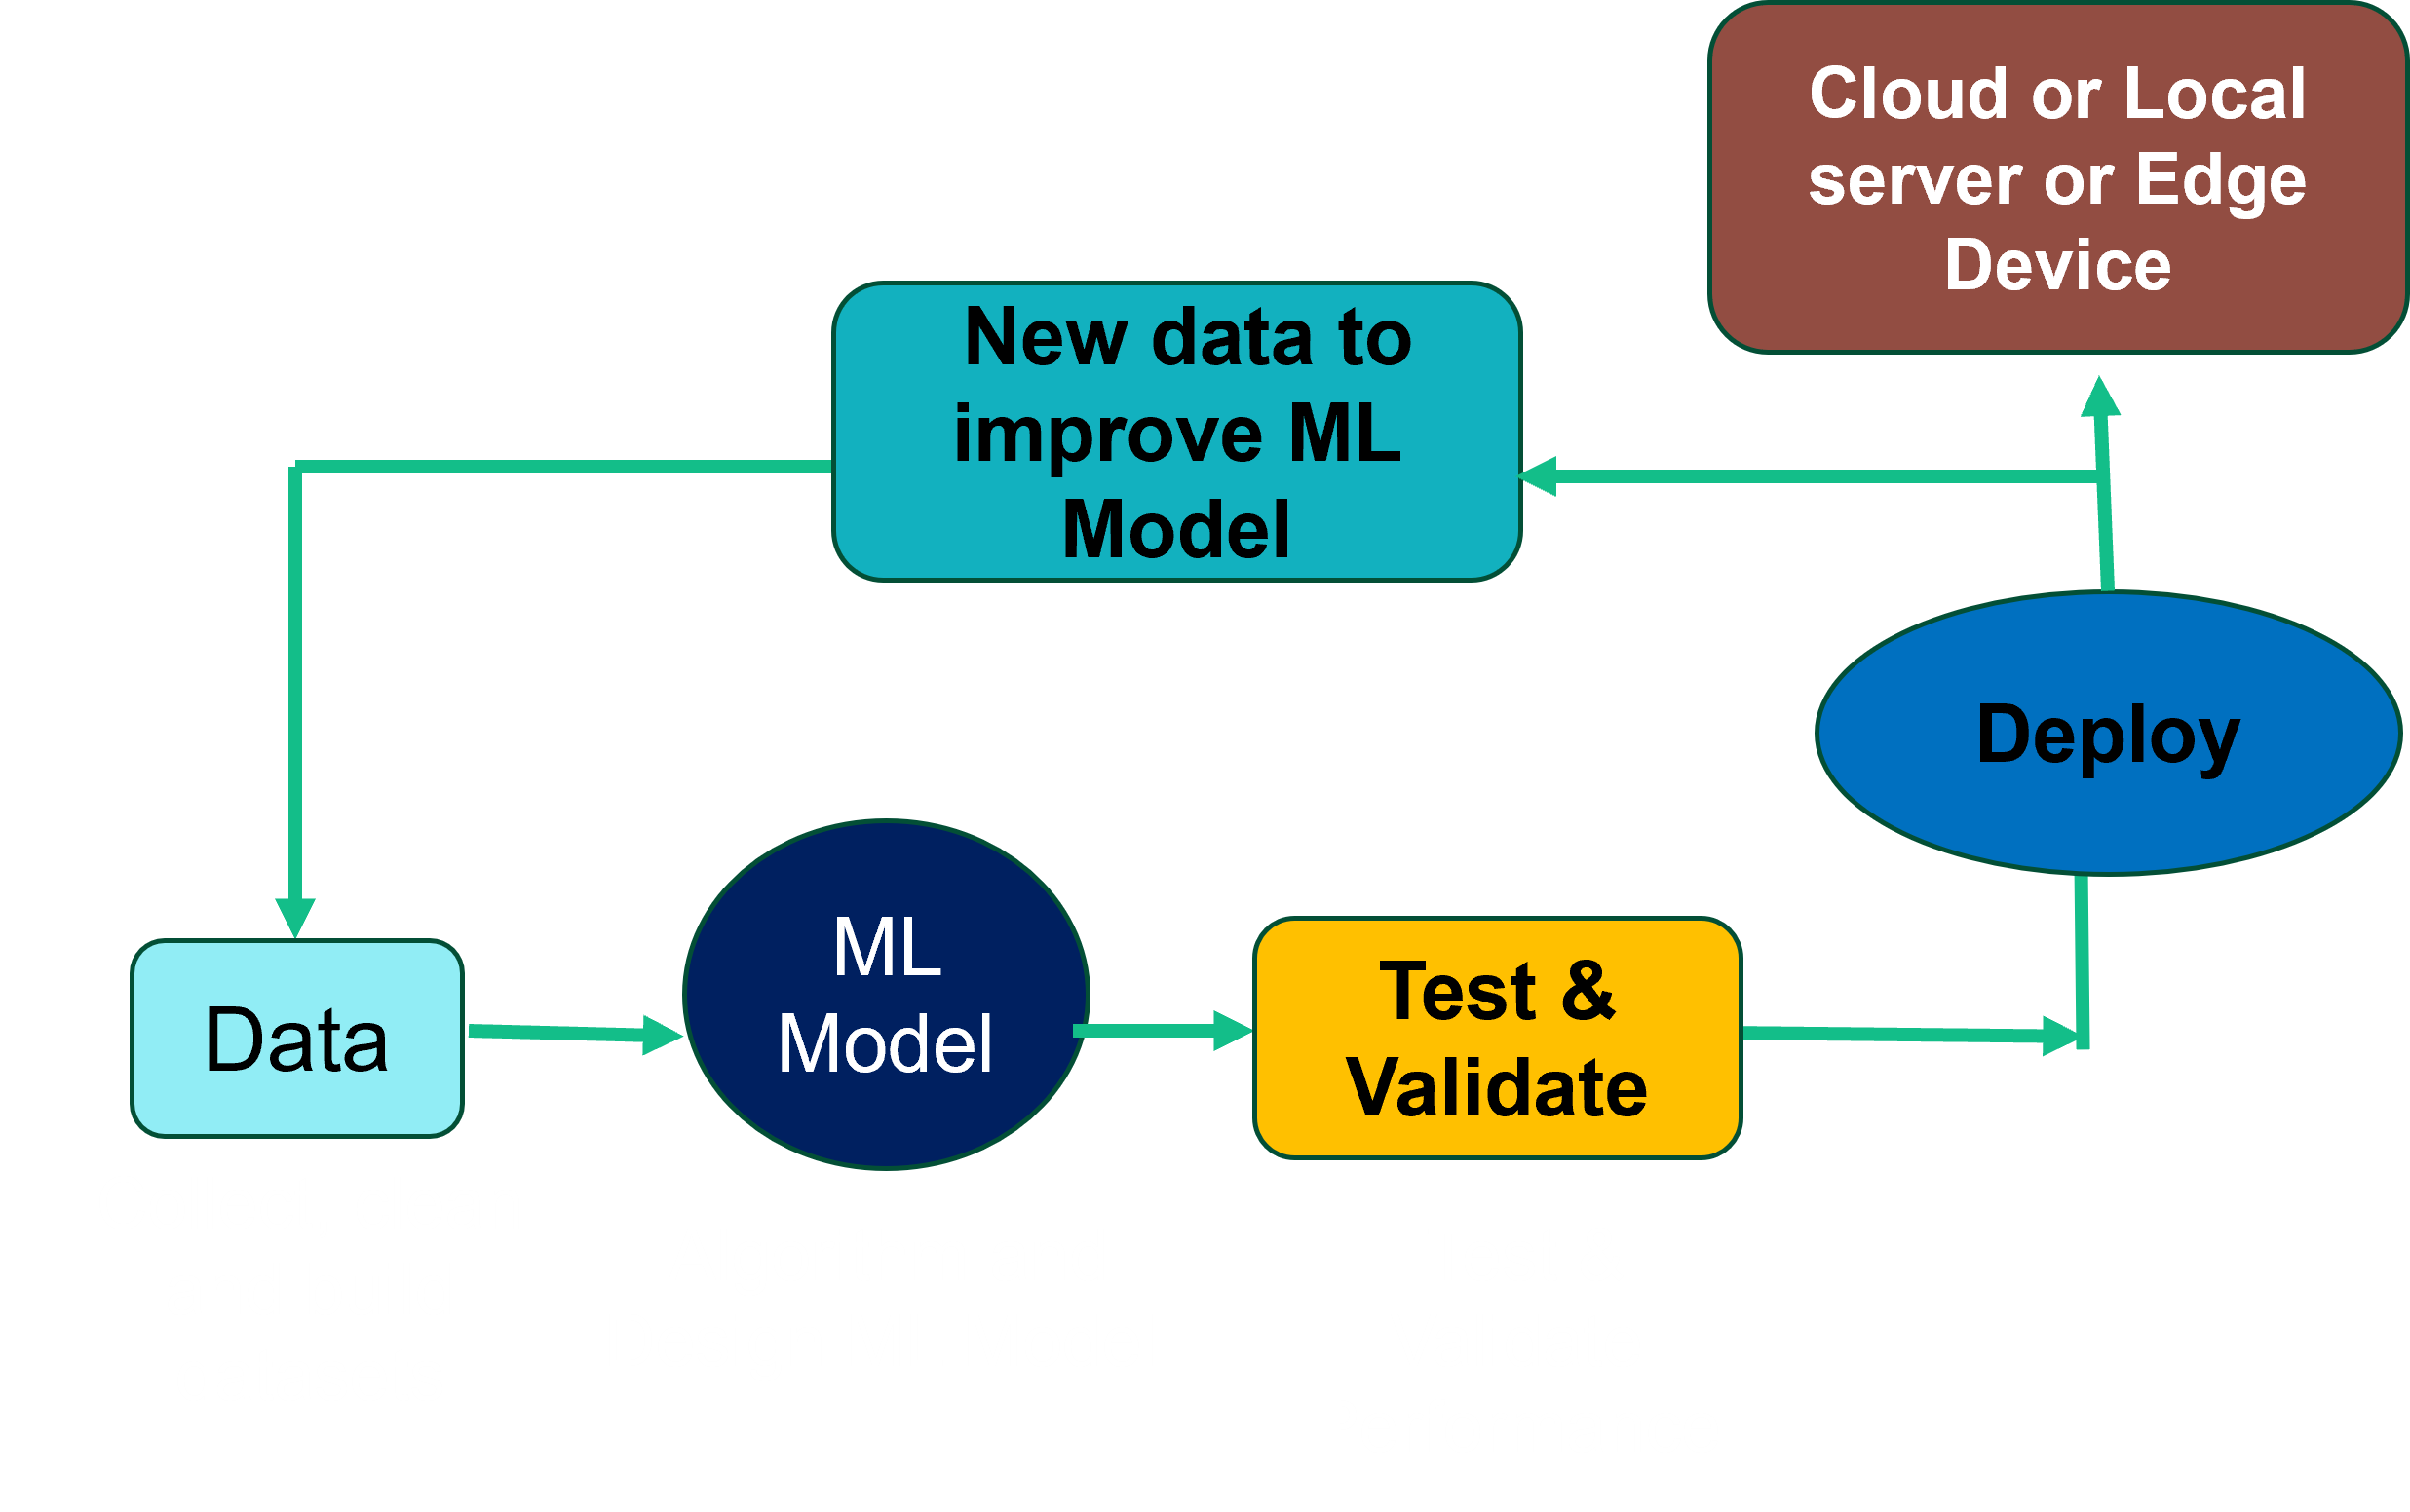 Cloud or Local
server or Edge
Device
New data to
improve ML
Model
Deploy
ML
Model
Test &
Validate
Data